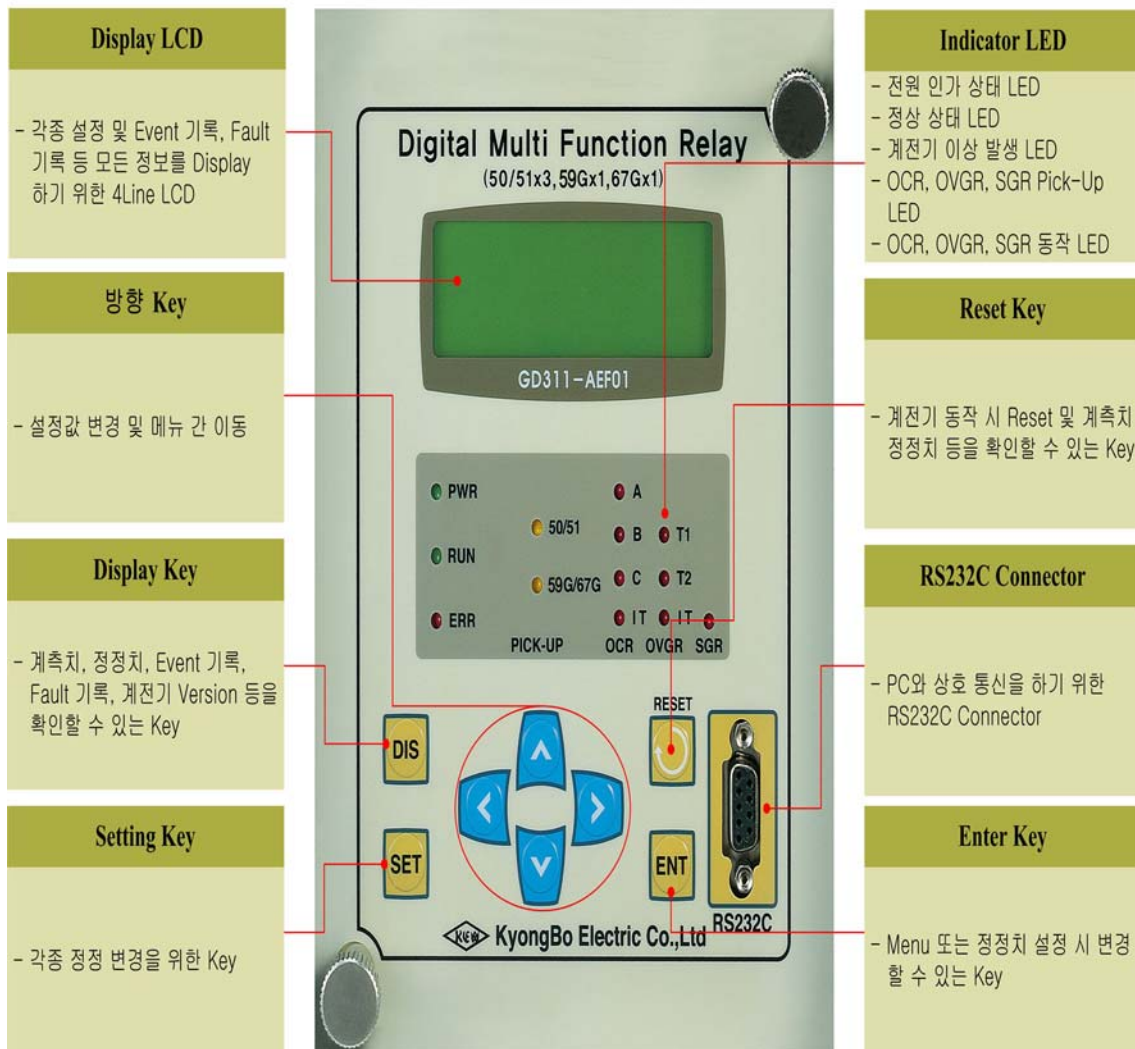 Display LCD
- 각종 설정 및 Event 기록, Fault
기록 등 모든 정보를 Display
하기 위한 4Line LCD
방향 Key
- 설정값 변경 및 메뉴 간 이동
Display Key
- 계측치, 정정치, Event 기록,
Fault 기록, 계전기 Version 등을
확인할 수 있는 Key
Setting Key
- 각종 정정 변경을 위한 Key
Digital Multi Function Relay
(50/51x3,59Gx1,67Gx1)
GD311-AEF01
PWR
RUN
ERR
50/51
59G/67G
PICK-UP
A
B
C
IT
OCR
T1
T2
IT
OVGR
SGR
DIS
SET
RESET
ENT
RS232C
KEW KyongBo Electric Co.,Ltd
Indicator LED
- 전원 인가 상태 LED
- 정상 상태 LED
- 계전기 이상 발생 LED
- OCR, OVGR, SGR Pick-Up
LED
- OCR, OVGR, SGR 동작 LED
Reset Key
- 계전기 동작 시 Reset 및 계측치
정정치 등을 확인할 수 있는 Key
RS232C Connector
- PC와 상호 통신을 하기 위한
RS232C Connector
Enter Key
- Menu 또는 정정치 설정 시 변경
할 수 있는 Key